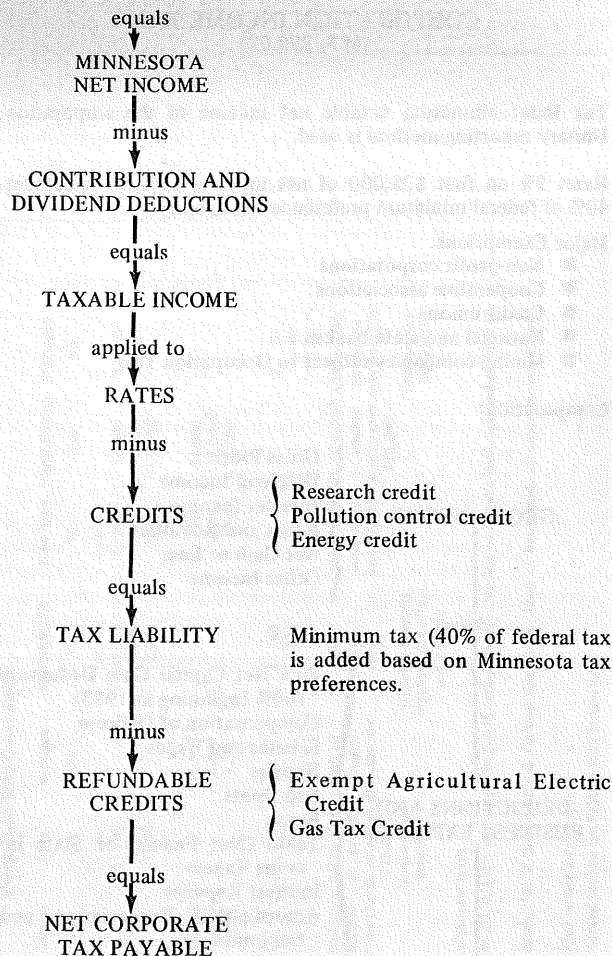 equals
MINNESOTA
NET INCOME
minus
CONTRIBUTION AND
DIVIDEND DEDUCTIONS
equals
TAXABLE INCOME
applied to
RATES
minus
CREDITS
Research credit
Pollution control credit
Energy credit
equals
TAX LIABILITY
Minimum tax (40% of federal tax
is added based on Minnesota tax
preferences.
minus
REFUNDABLE
CREDITS
Exempt Agricultural Electric
Credit
Gas Tax Credit
equals
NET CORPORATE
TAX PAYABLE